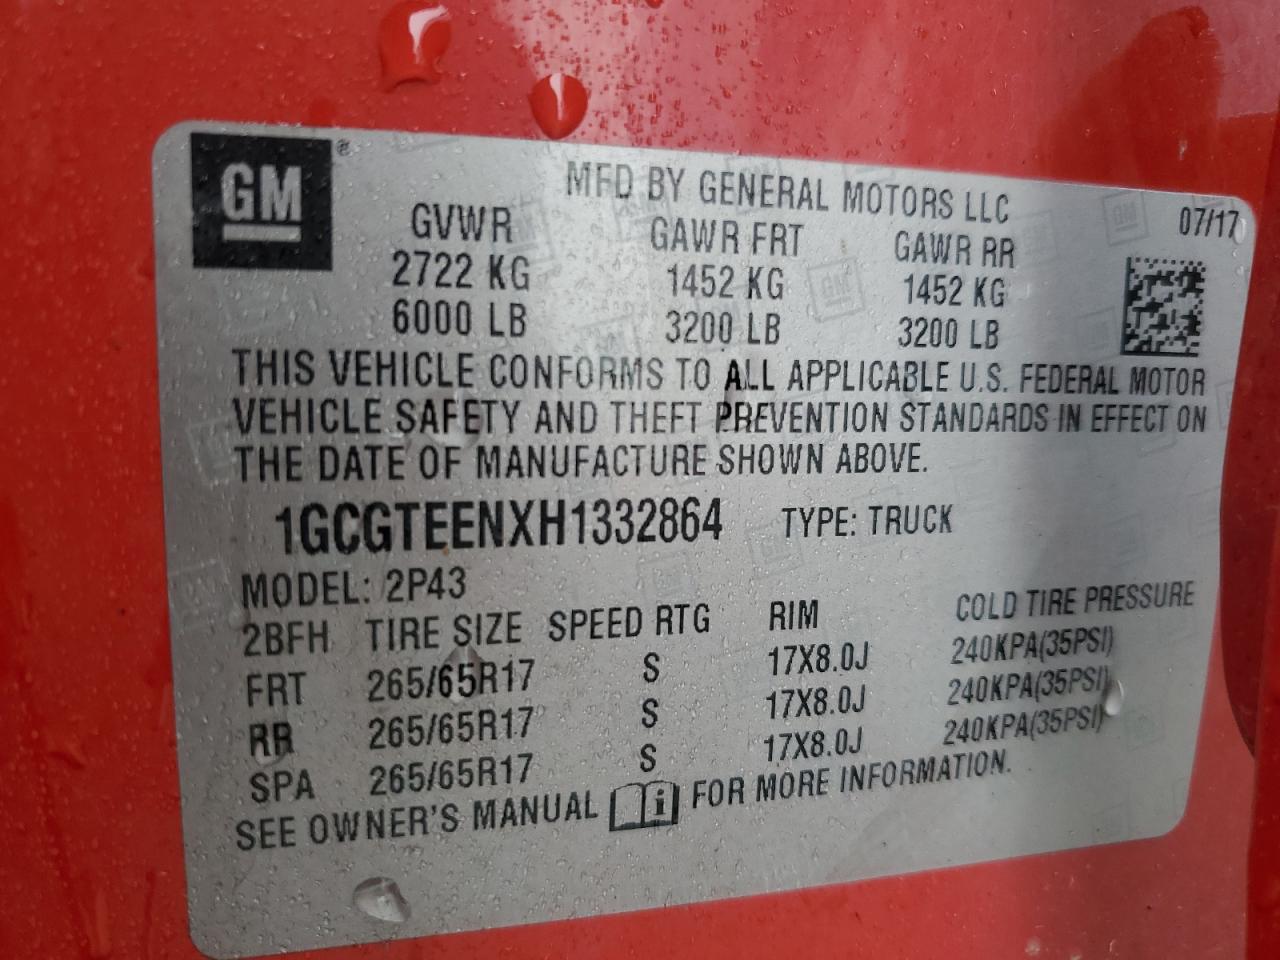 GM ®
MFD BY GENERAL MOTORS LLC 07/17
GVWR GAWR FRT GAWR RR
2722 KG 1452 KG 1452 KG
6000 LB 3200 LB 3200 LB
THIS VEHICLE CONFORMS TO ALL APPLICABLE U.S. FEDERAL MOTOR
VEHICLE SAFETY AND THEFT PREVENTION STANDARDS IN EFFECT ON
THE DATE OF MANUFACTURE SHOWN ABOVE.
1GCGTEENXH1332864 TYPE: TRUCK
MODEL: 2P43
2BFH TIRE SIZE SPEED RTG RIM COLD TIRE PRESSURE
FRT 265/65R17 S 17X8.0J 240KPA(35PSI)
RR 265/65R17 S 17X8.0J 240KPA(35PSI)
SPA 265/65R17 S 17X8.0J 240KPA(35PSI)
SEE OWNER'S MANUAL i FOR MORE INFORMATION.